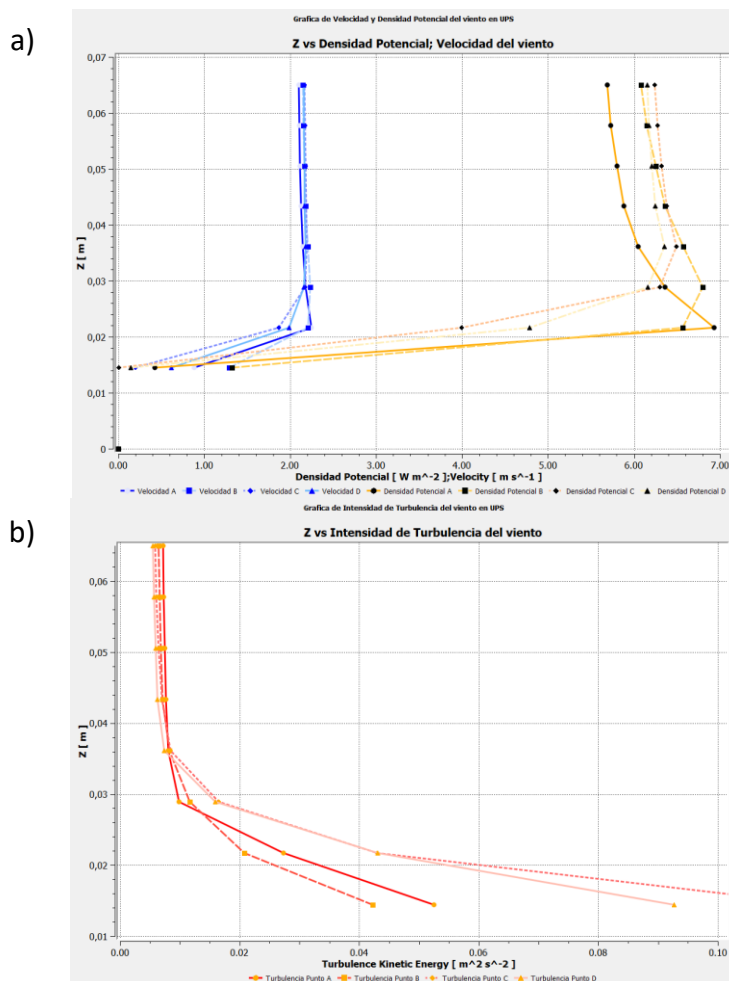 a)
Grafica de Velocidad y Densidad Potencial del viento en UPS
Z vs Densidad Potencial; Velocidad del viento
0,07
0,06
0,05
0,04
0,03
0,02
0,01
0
Z [ m ]
0.00 1.00 2.00 3.00 4.00 5.00 6.00 7.00
Densidad Potencial [ W m^-2 ];Velocity [ m s^-1 ]
Velocidad A Velocidad B Velocidad C Velocidad D Densidad Potencial A Densidad Potencial B Densidad Potencial C Densidad Potencial D
b)
Grafica de Intensidad de Turbulencia del viento en UPS
Z vs Intensidad de Turbulencia del viento
0,06
0,05
0,04
0,03
0,02
0,01
Z [ m ]
0.00 0.02 0.04 0.06 0.08 0.10
Turbulence Kinetic Energy [ m^2 s^-2 ]
Turbulencia Punto A Turbulencia Punto B Turbulencia Punto C Turbulencia Punto D